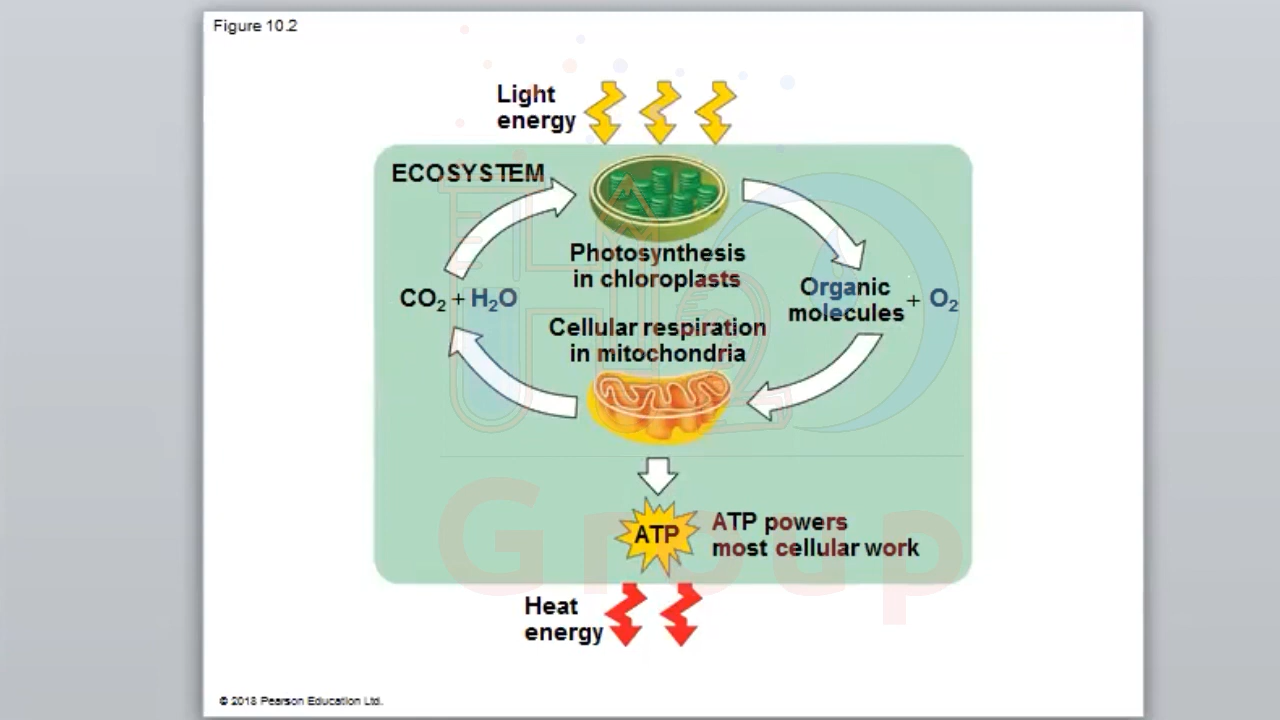 Figure 10.2
Light
energy
ECOSYSTEM
Photosynthesis
in chloroplasts
CO₂ + H₂O
Organic
molecules + O₂
Cellular respiration
in mitochondria
ATP
ATP powers
most cellular work
Heat
energy
Group
© 2018 Pearson Education Ltd.